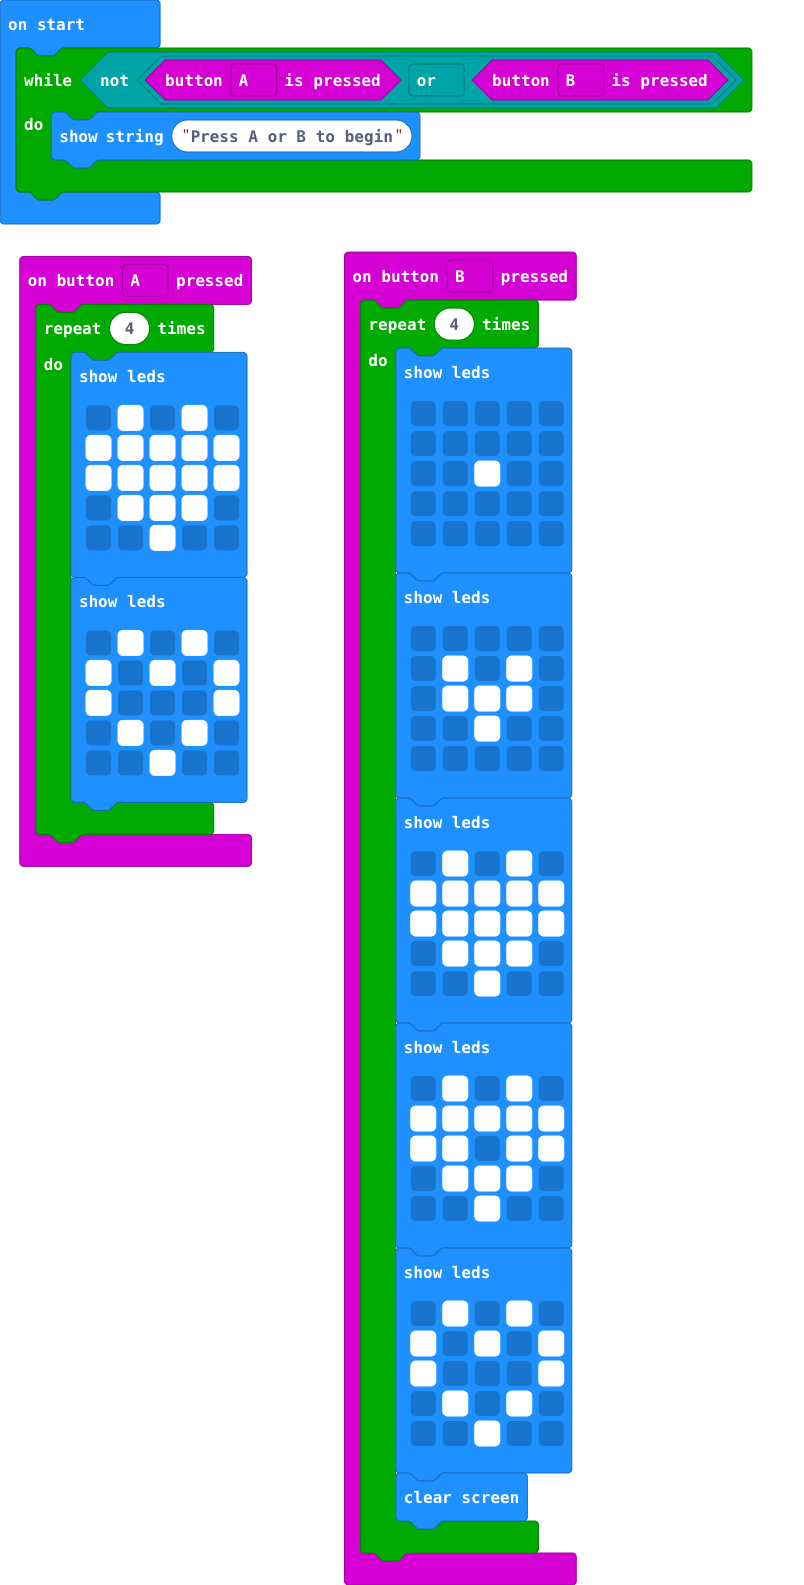 on start
while not button A is pressed or button B is pressed
do show string "Press A or B to begin"
on button A pressed
repeat 4 times
do
show leds
show leds
on button B pressed
repeat 4 times
do
show leds
show leds
show leds
show leds
show leds
clear screen